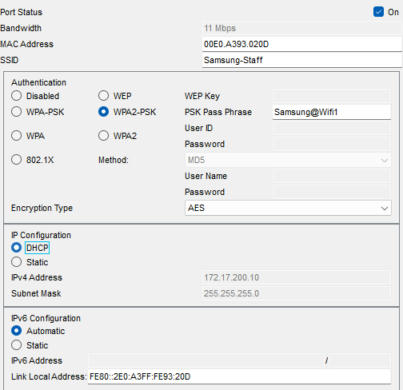 Port Status On
Bandwidth 11 Mbps
MAC Address 00E0.A393.020D
SSID Samsung-Staff
Authentication
Disabled WEP WEP Key
WPA-PSK WPA2-PSK PSK Pass Phrase Samsung@Wifi1
User ID
WPA WPA2 Password
802.1X Method: MD5
User Name
Password
Encryption Type AES
IP Configuration
DHCP
Static
IPv4 Address 172.17.200.10
Subnet Mask 255.255.255.0
IPv6 Configuration
Automatic
Static
IPv6 Address /
Link Local Address: FE80::2E0:A3FF:FE93:20D